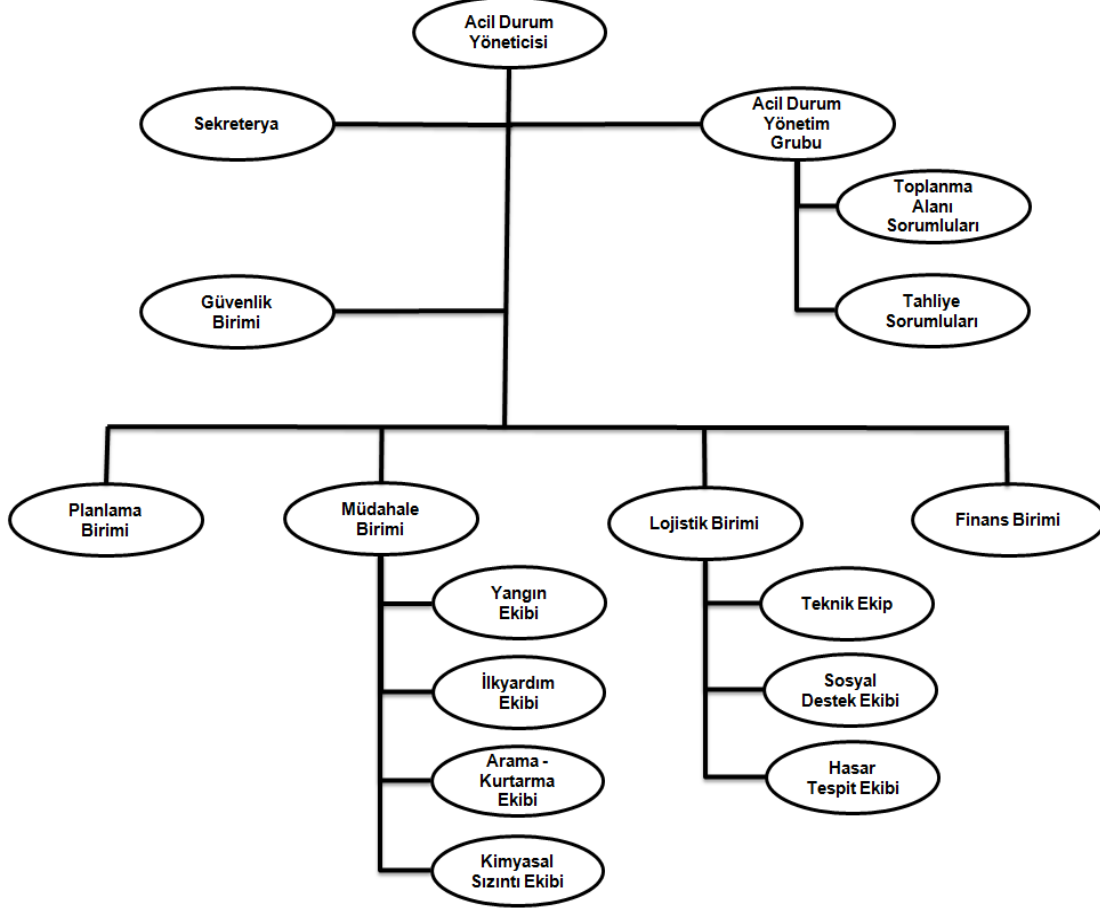 Acil Durum
Yöneticisi
Sekreterya
Acil Durum
Yönetim
Grubu
Toplanma
Alanı
Sorumluları
Güvenlik
Birimi
Tahliye
Sorumluları
Planlama
Birimi
Müdahale
Birimi
Lojistik Birimi
Finans Birimi
Yangın
Ekibi
İlkyardım
Ekibi
Arama -
Kurtarma
Ekibi
Kimyasal
Sızıntı Ekibi
Teknik Ekip
Sosyal
Destek Ekibi
Hasar
Tespit Ekibi